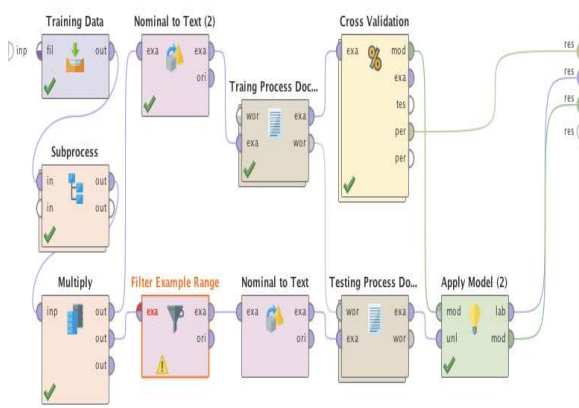 Training Data
inp
fil
out
Subprocess
in
out
in
out
Multiply
inp
out
out
out
Nominal to Text (2)
exa
exa
ori
Traing Process Doc...
wor
exa
exa
wor
Cross Validation
exa
mod
exa
tes
per
per
Filter Example Range
exa
exa
ori
Nominal to Text
exa
exa
ori
Testing Process Do...
wor
exa
exa
wor
Apply Model (2)
mod
lab
unl
mod
res
res
res
res